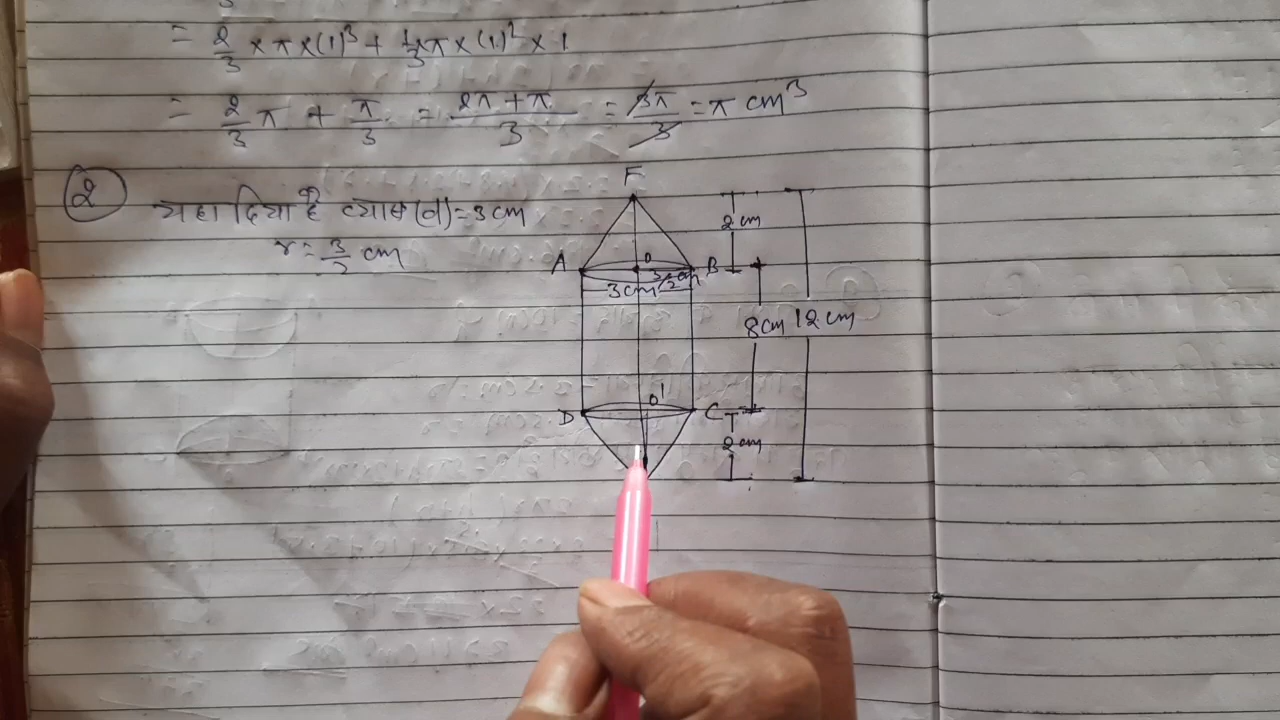 = 2/3 × π × (1)³ + 1/3 × π × (1)² × 1
= 2/3 π + π/3 = 2π + π/3 = 3π/3 = π cm³
2
यहा दिया है कि व्यास (d) = 3 cm
r = 3/2 cm
F
2 cm
A O B
3 cm 3/2 cm
8 cm 12 cm
D O' C
2 cm